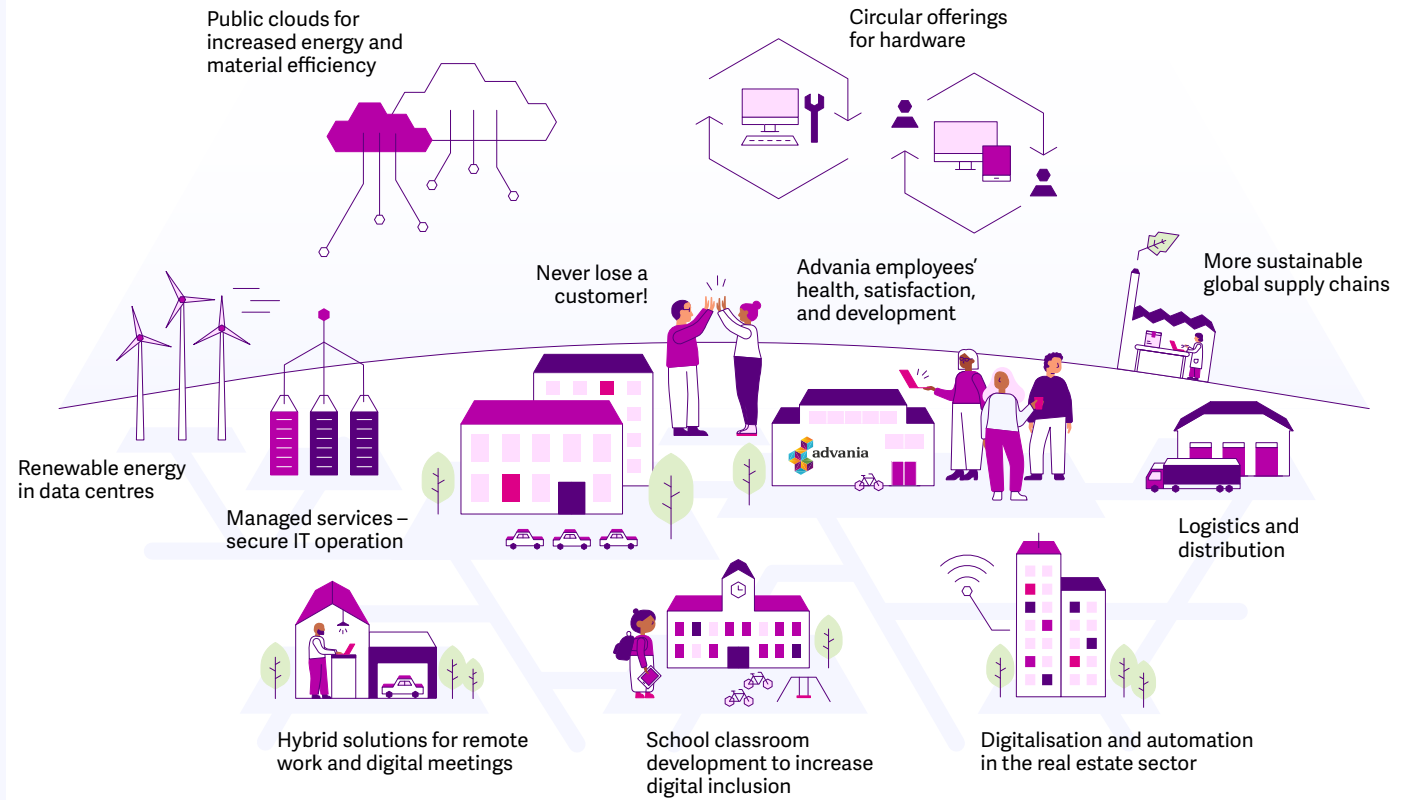 Public clouds for
increased energy and
material efficiency
Circular offerings
for hardware
Never lose a
customer!
Advania employees’
health, satisfaction,
and development
More sustainable
global supply chains
advania
Renewable energy
in data centres
Managed services –
secure IT operation
Logistics and
distribution
Hybrid solutions for remote
work and digital meetings
School classroom
development to increase
digital inclusion
Digitalisation and automation
in the real estate sector